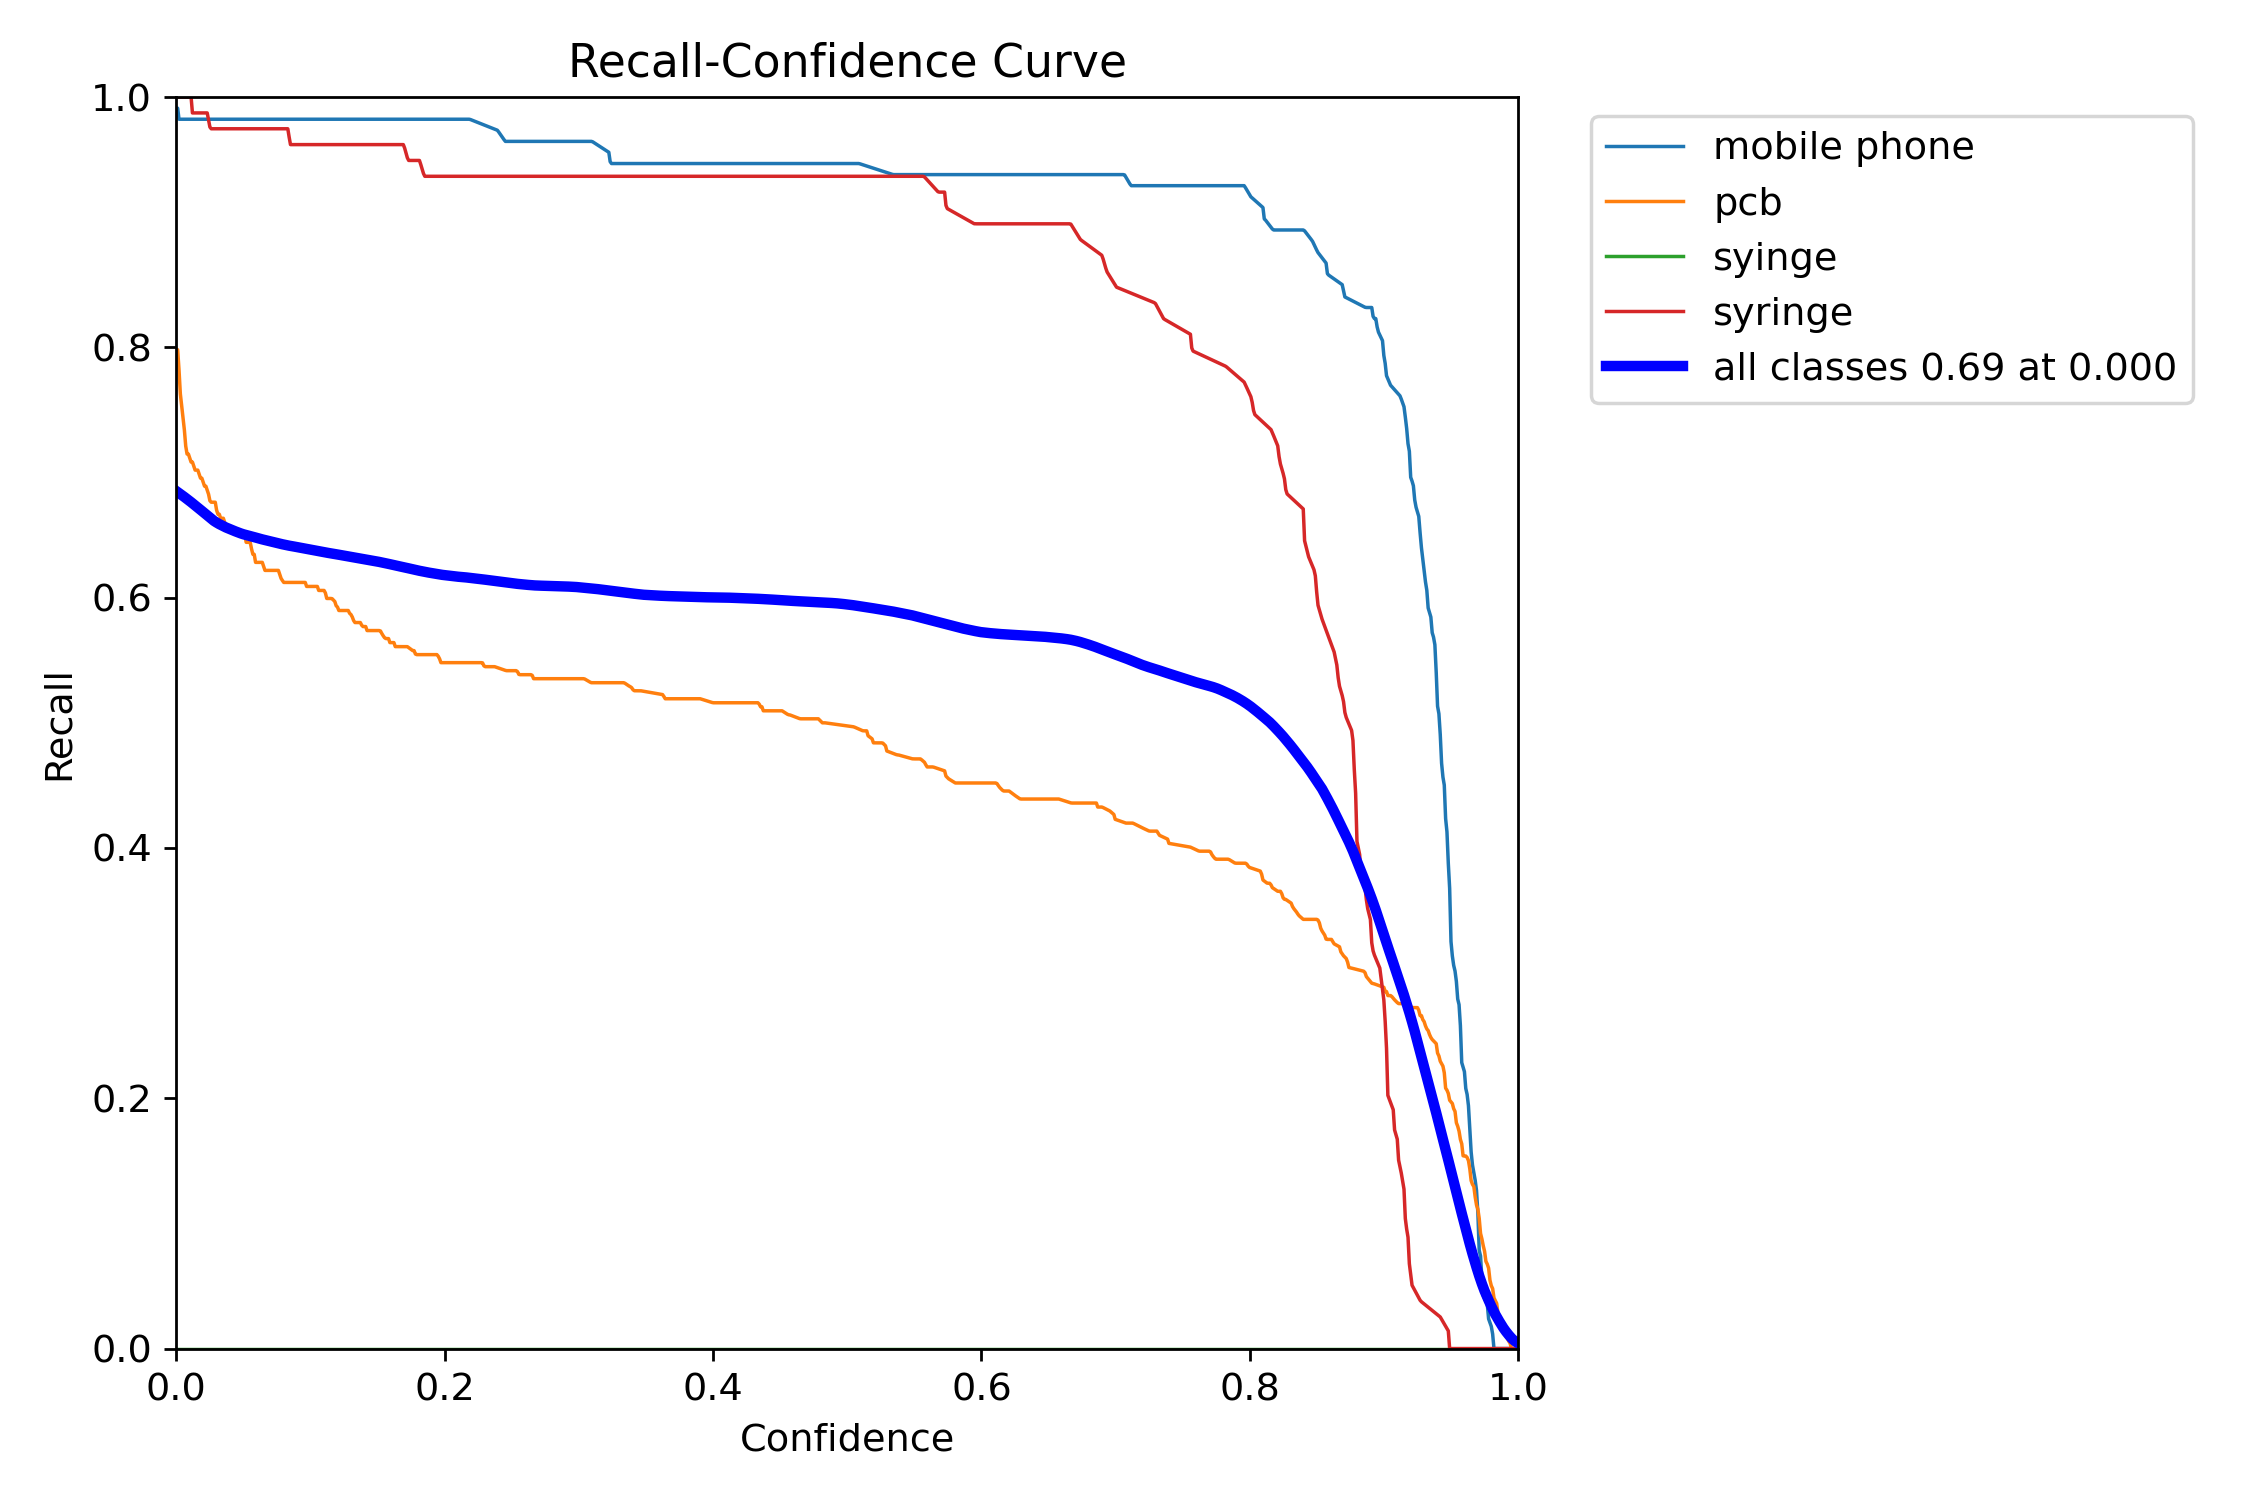 Recall-Confidence Curve
1.0
0.8
0.6
0.4
0.2
0.0
Recall
0.0 0.2 0.4 0.6 0.8 1.0
Confidence
mobile phone
pcb
syinge
syringe
all classes 0.69 at 0.000